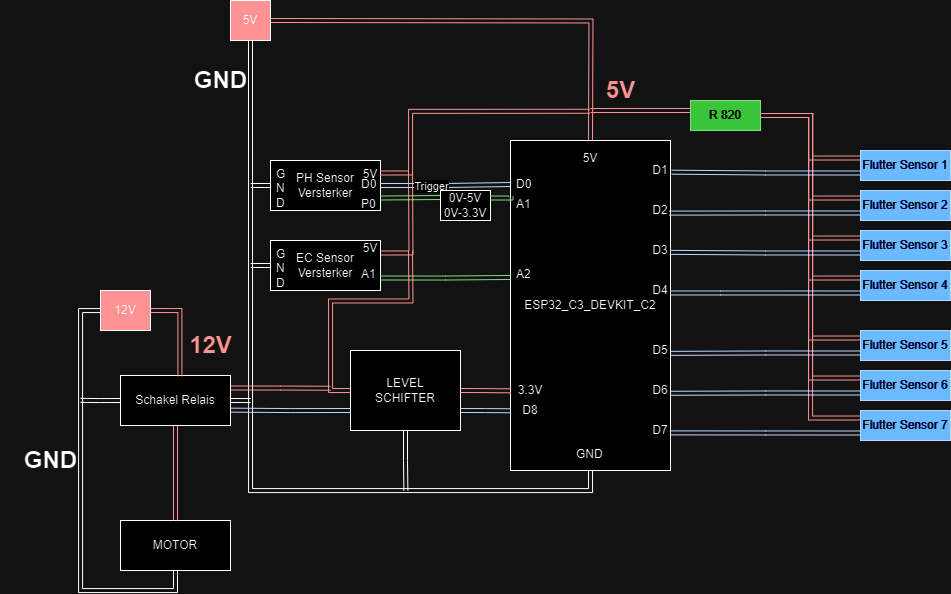 5V
GND
5V
R 820
5V
PH Sensor
Versterker
G
N
D
5V
D0
P0
Trigger
0V-5V
0V-3.3V
D0
A1
D1
D2
D3
D4
D5
D6
D7
Flutter Sensor 1
Flutter Sensor 2
Flutter Sensor 3
Flutter Sensor 4
Flutter Sensor 5
Flutter Sensor 6
Flutter Sensor 7
EC Sensor
Versterker
G
N
D
5V
A1
A2
ESP32_C3_DEVKIT_C2
12V
12V
Schakel Relais
LEVEL
SCHIFTER
3.3V
D8
GND
GND
MOTOR